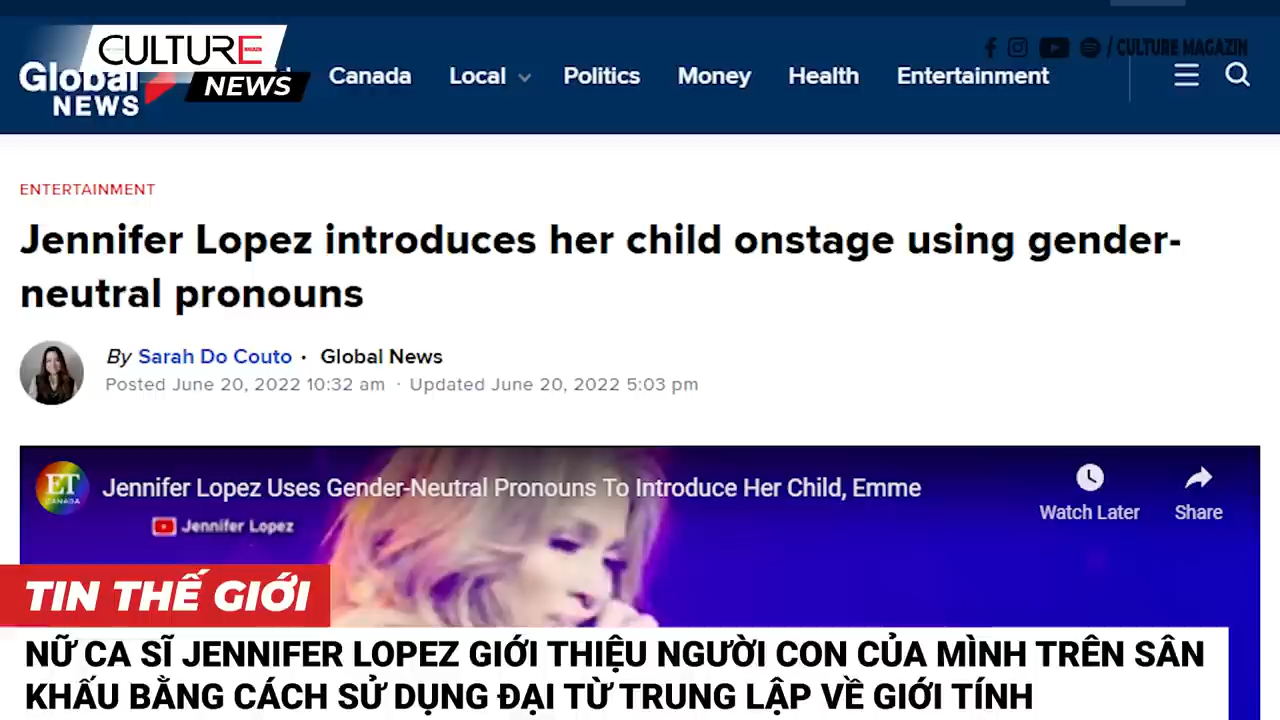 CULTURE
NEWS
Global
NEWS
Canada Local Politics Money Health Entertainment
/ CULTURE MAGAZIN
ENTERTAINMENT
Jennifer Lopez introduces her child onstage using gender-
neutral pronouns
By Sarah Do Couto · Global News
Posted June 20, 2022 10:32 am · Updated June 20, 2022 5:03 pm
ET
CANADA
Jennifer Lopez Uses Gender-Neutral Pronouns To Introduce Her Child, Emme
Jennifer Lopez
Watch Later
Share
TIN THẾ GIỚI
NỮ CA SĨ JENNIFER LOPEZ GIỚI THIỆU NGƯỜI CON CỦA MÌNH TRÊN SÂN
KHẤU BẰNG CÁCH SỬ DỤNG ĐẠI TỪ TRUNG LẬP VỀ GIỚI TÍNH